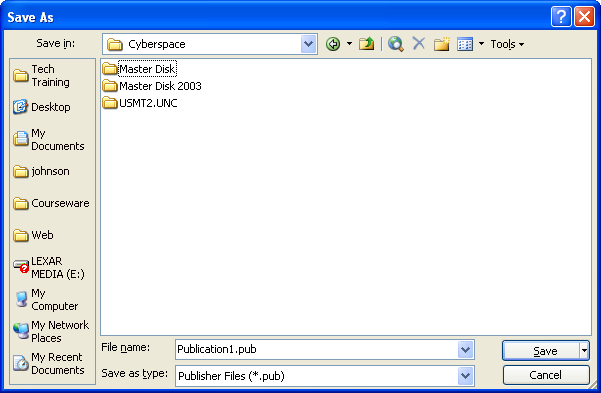 Save As
Save in: Cyberspace Tools
Tech
Training
Desktop
My
Documents
johnson
Courseware
Web
LEXAR
MEDIA (E:)
My
Computer
My Network
Places
My Recent
Documents
Master Disk
Master Disk 2003
USMT2.UNC
File name: Publication1.pub Save
Save as type: Publisher Files (*.pub) Cancel